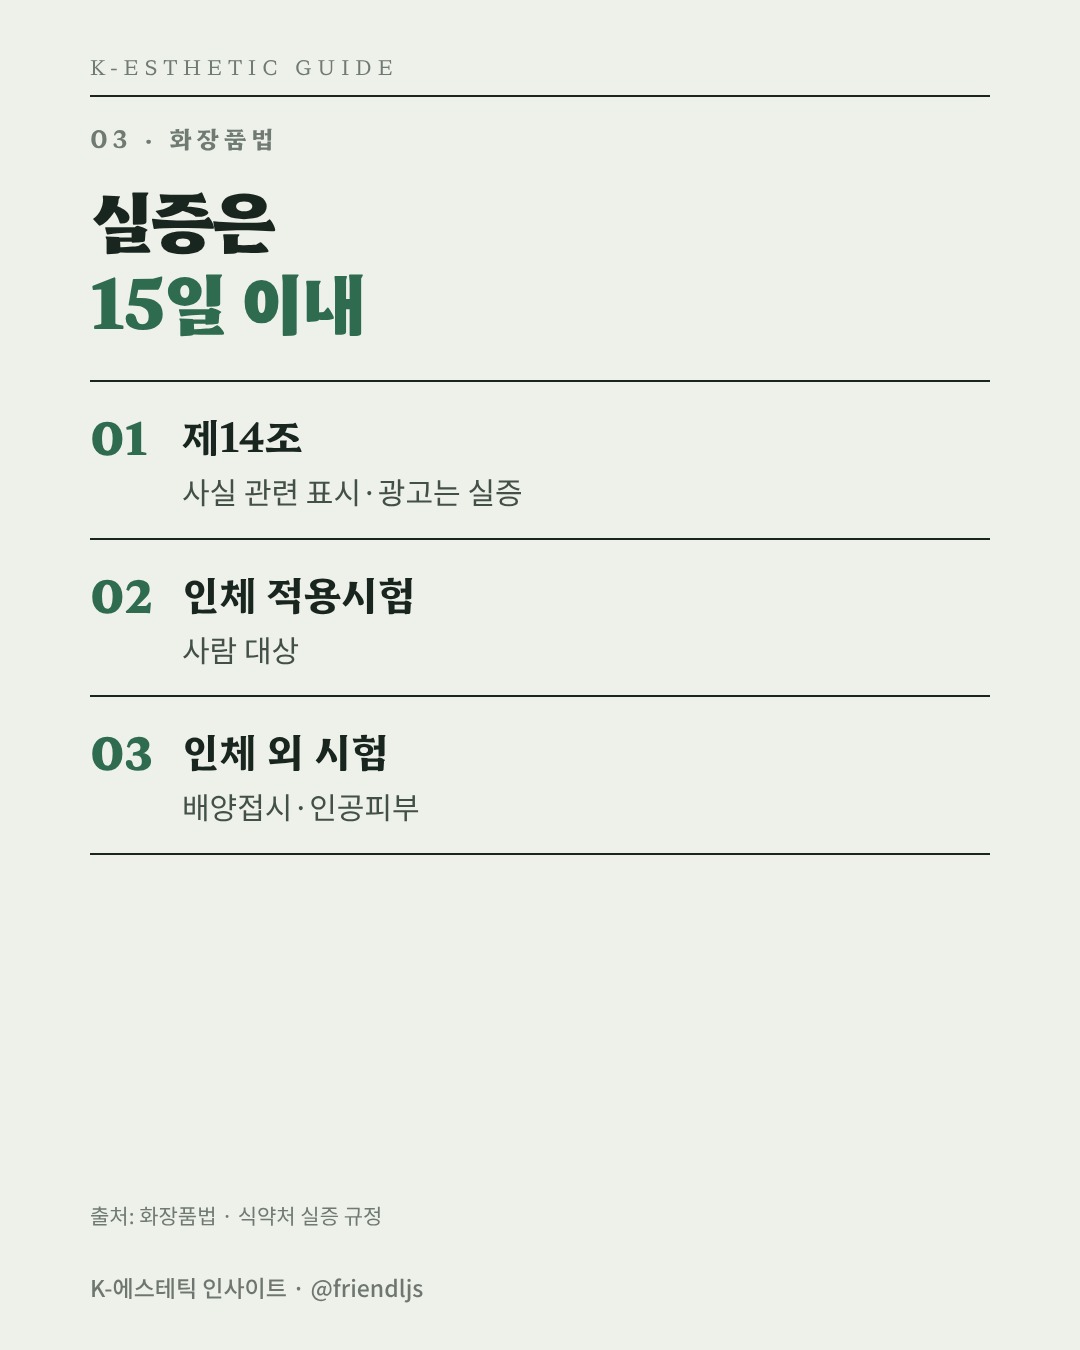 K-ESTHETIC GUIDE
03 · 화장품법
실증은
15일 이내
01 제14조
사실 관련 표시·광고는 실증
02 인체 적용시험
사람 대상
03 인체 외 시험
배양접시·인공피부
출처: 화장품법 · 식약처 실증 규정
K-에스테틱 인사이트 · @friendljs